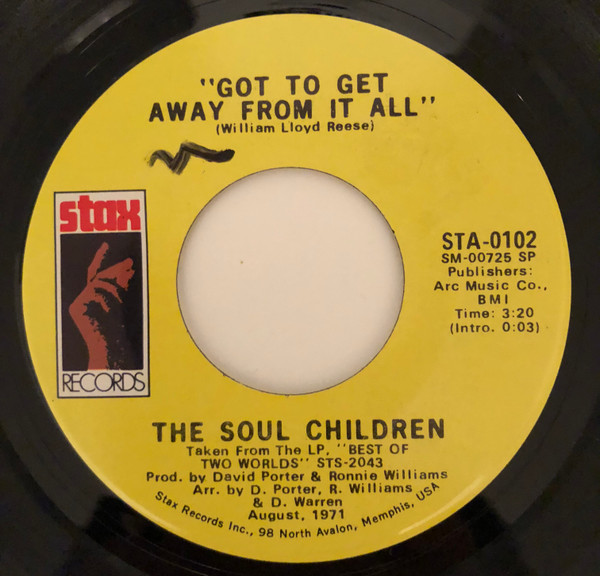 "GOT TO GET
AWAY FROM IT ALL"
(William Lloyd Reese)
stax
RECORDS
STA-0102
SM-00725 SP
Publishers:
Arc Music Co.,
BMI
Time: 3:20
(Intro. 0:03)
THE SOUL CHILDREN
Taken From The LP, "BEST OF
TWO WORLDS" STS-2043
Prod. by David Porter & Ronnie Williams
Arr. by D. Porter, R. Williams
& D. Warren
August, 1971
Stax Records Inc., 98 North Avalon, Memphis, USA